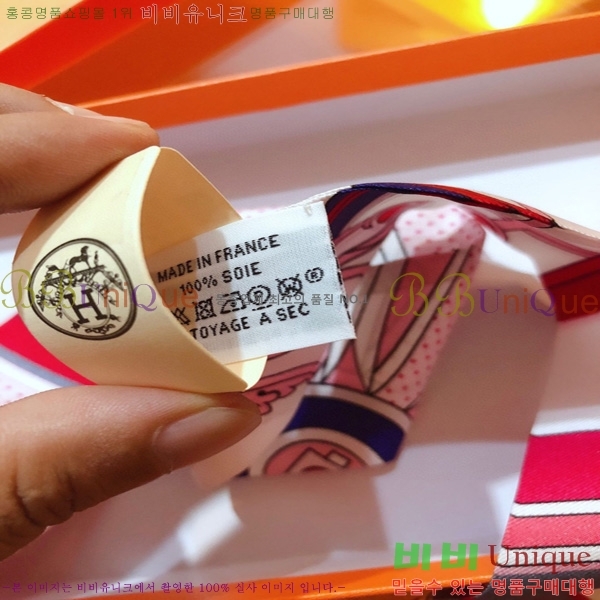 홍콩명품쇼핑몰 1위 비비유니크 명품구매대행
MADE IN FRANCE
100% SOIE
TOYAGE A SEC
H
BBUniQue
BBUniQue
비비 Unique
믿을수 있는 명품구매대행
-본 이미지는 비비유니크에서 촬영한 100% 실사 이미지 입니다.-